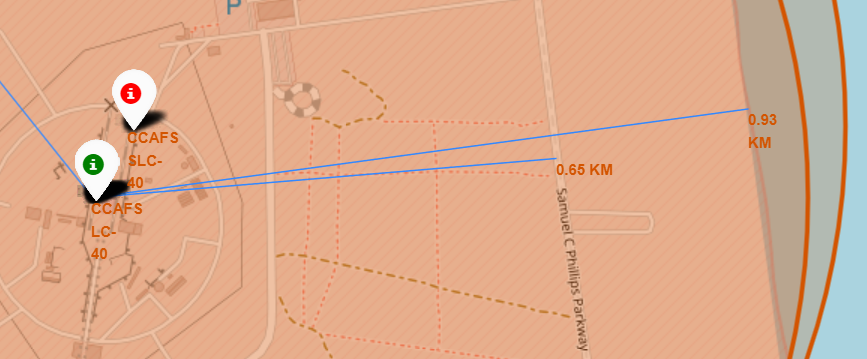 P
CCAFS
SLC-
40
CCAFS
LC-
40
0.93
KM
0.65 KM
Samuel C Phillips Parkway